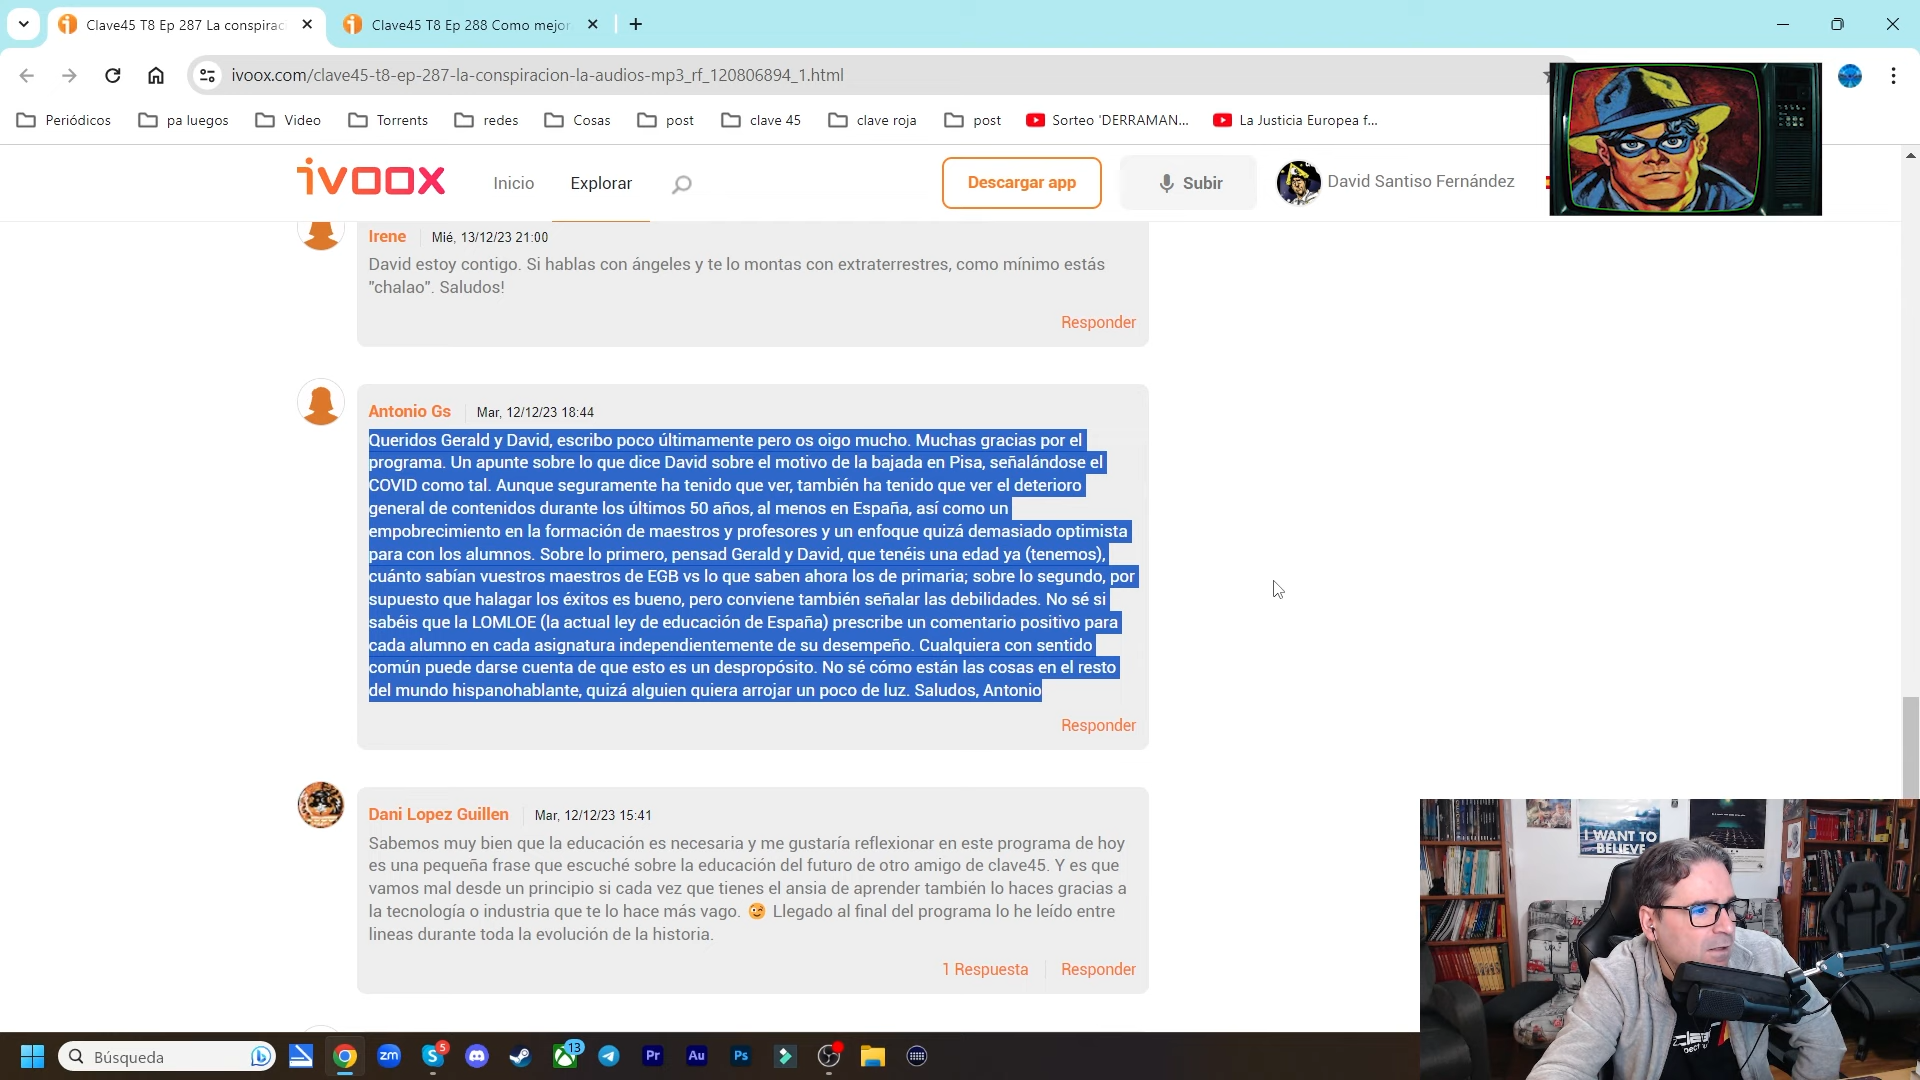 Clave45 T8 Ep 287 La conspirac
Clave45 T8 Ep 288 Como mejor
ivoox.com/clave45-t8-ep-287-la-conspiracion-la-audios-mp3_rf_120806894_1.html
Periódicos
pa luegos
Video
Torrents
redes
Cosas
post
clave 45
clave roja
post
Sorteo 'DERRAMAN...
La Justicia Europea f...
ivoox
Inicio
Explorar
Descargar app
Subir
David Santiso Fernández
Irene
Mié, 13/12/23 21:00
David estoy contigo. Si hablas con ángeles y te lo montas con extraterrestres, como mínimo estás
"chalao". Saludos!
Responder
Antonio Gs
Mar, 12/12/23 18:44
Queridos Gerald y David, escribo poco últimamente pero os oigo mucho. Muchas gracias por el
programa. Un apunte sobre lo que dice David sobre el motivo de la bajada en Pisa, señalándose el
COVID como tal. Aunque seguramente ha tenido que ver, también ha tenido que ver el deterioro
general de contenidos durante los últimos 50 años, al menos en España, así como un
empobrecimiento en la formación de maestros y profesores y un enfoque quizá demasiado optimista
para con los alumnos. Sobre lo primero, pensad Gerald y David, que tenéis una edad ya (tenemos),
cuánto sabían vuestros maestros de EGB vs lo que saben ahora los de primaria; sobre lo segundo, por
supuesto que halagar los éxitos es bueno, pero conviene también señalar las debilidades. No sé si
sabéis que la LOMLOE (la actual ley de educación de España) prescribe un comentario positivo para
cada alumno en cada asignatura independientemente de su desempeño. Cualquiera con sentido
común puede darse cuenta de que esto es un despropósito. No sé cómo están las cosas en el resto
del mundo hispanohablante, quizá alguien quiera arrojar un poco de luz. Saludos, Antonio
Responder
Dani Lopez Guillen
Mar, 12/12/23 15:41
Sabemos muy bien que la educación es necesaria y me gustaría reflexionar en este programa de hoy
es una pequeña frase que escuché sobre la educación del futuro de otro amigo de clave45. Y es que
vamos mal desde un principio si cada vez que tienes el ansia de aprender también lo haces gracias a
la tecnología o industria que te lo hace más vago. 😉 Llegado al final del programa lo he leído entre
lineas durante toda la evolución de la historia.
1 Respuesta
Responder
I WANT TO
BELIEVE
Búsqueda
zm
5
13
Pr
Au
Ps